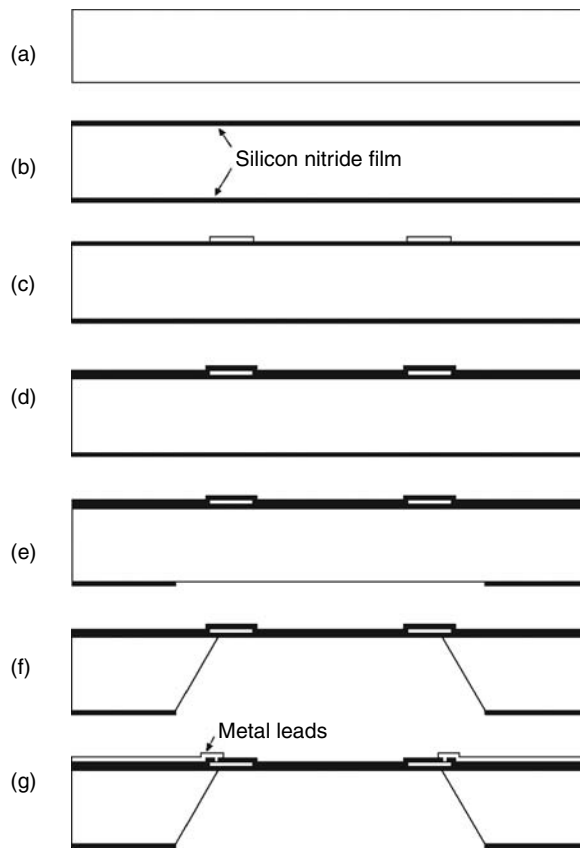 (a)
(b)
Silicon nitride film
(c)
(d)
(e)
(f)
Metal leads
(g)